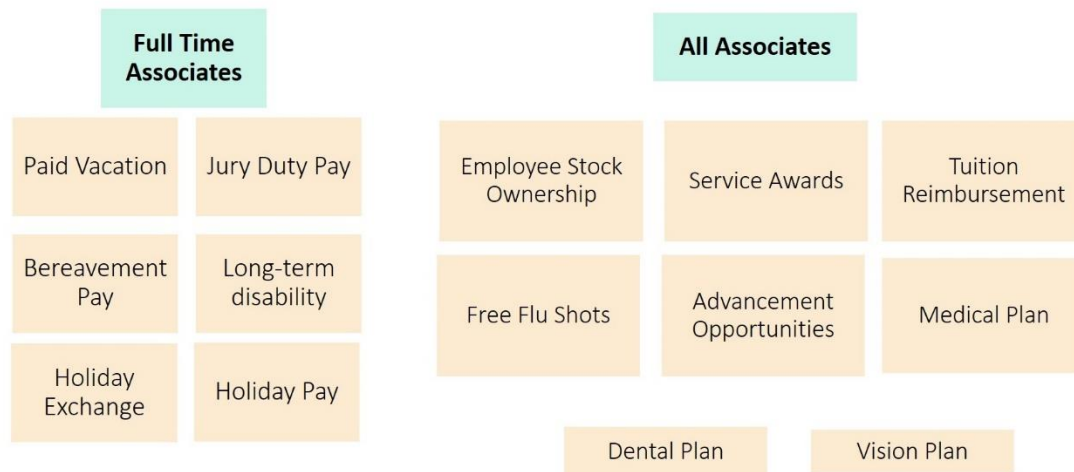 Full Time
Associates
Paid Vacation
Jury Duty Pay
Bereavement
Pay
Long-term
disability
Holiday
Exchange
Holiday Pay
All Associates
Employee Stock
Ownership
Service Awards
Tuition
Reimbursement
Free Flu Shots
Advancement
Opportunities
Medical Plan
Dental Plan
Vision Plan